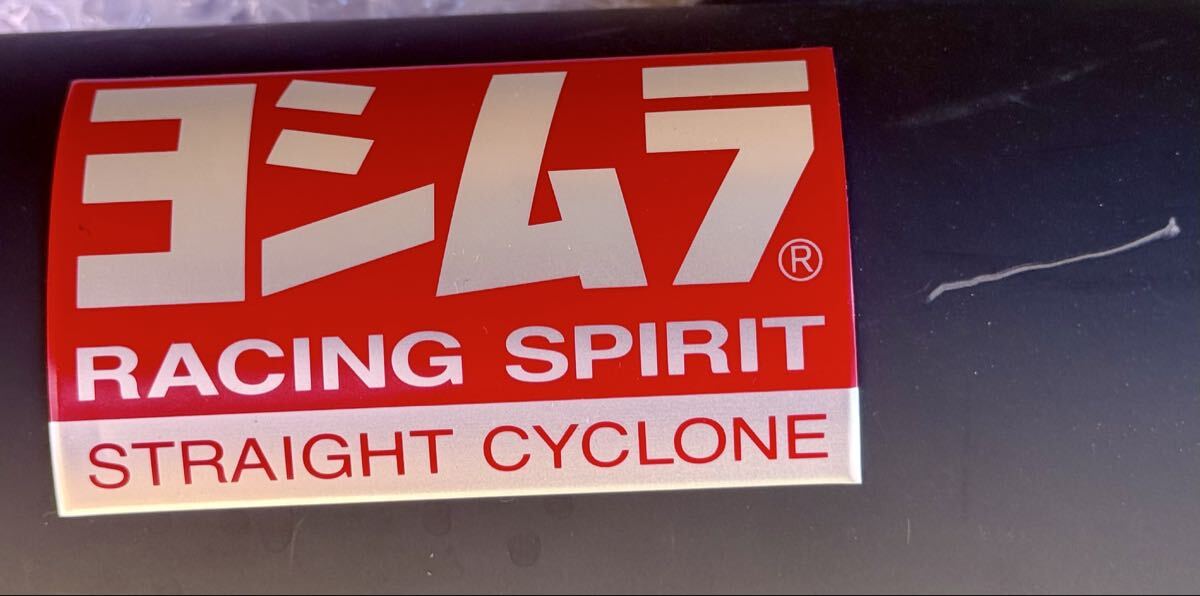 ヨシムラ®
RACING SPIRIT
STRAIGHT CYCLONE